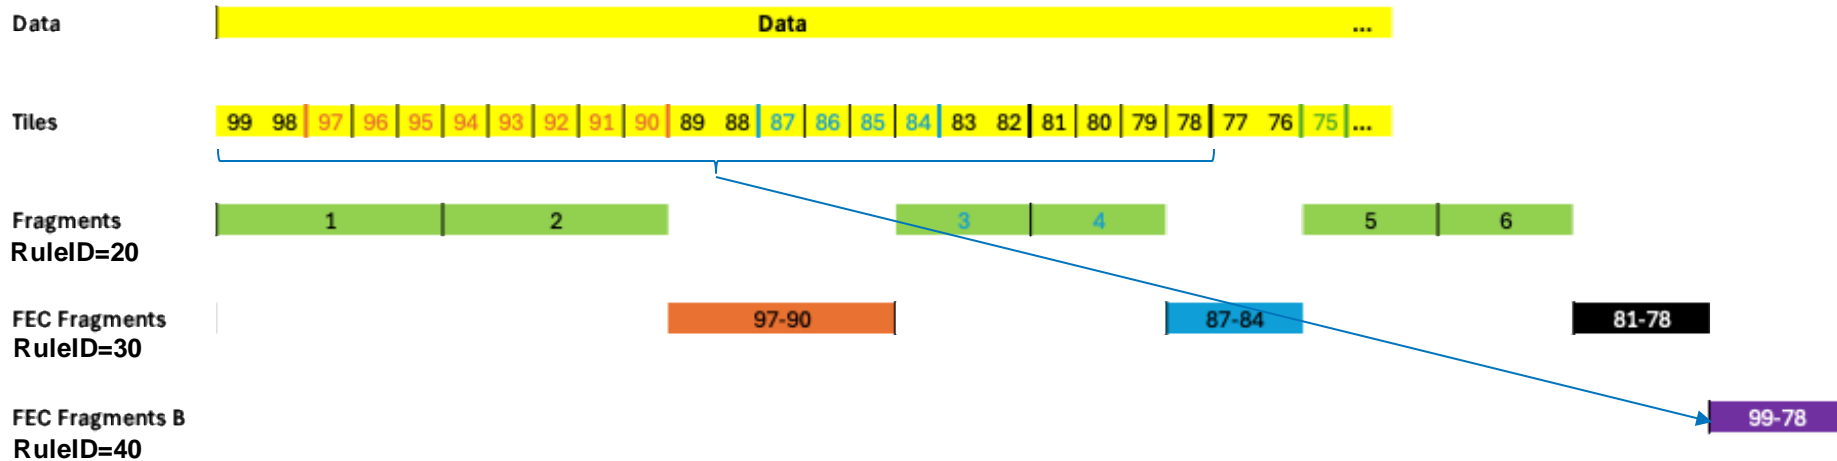 Data Data ...
Tiles 99 98 97 96 95 94 93 92 91 90 89 88 87 86 85 84 83 82 81 80 79 78 77 76 75 ...
Fragments 1 2 3 4 5 6
RuleID=20
FEC Fragments 97-90 87-84 81-78
RuleID=30
FEC Fragments B 99-78
RuleID=40